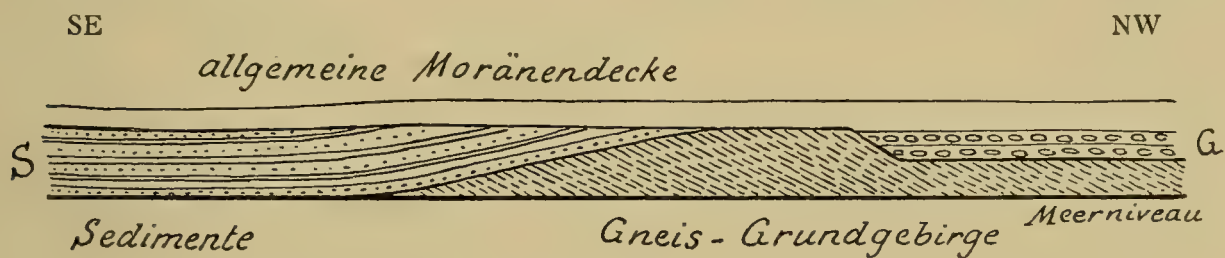 SE NW
allgemeine Moränendecke
S G
Meerniveau
Sedimente Gneis - Grundgebirge